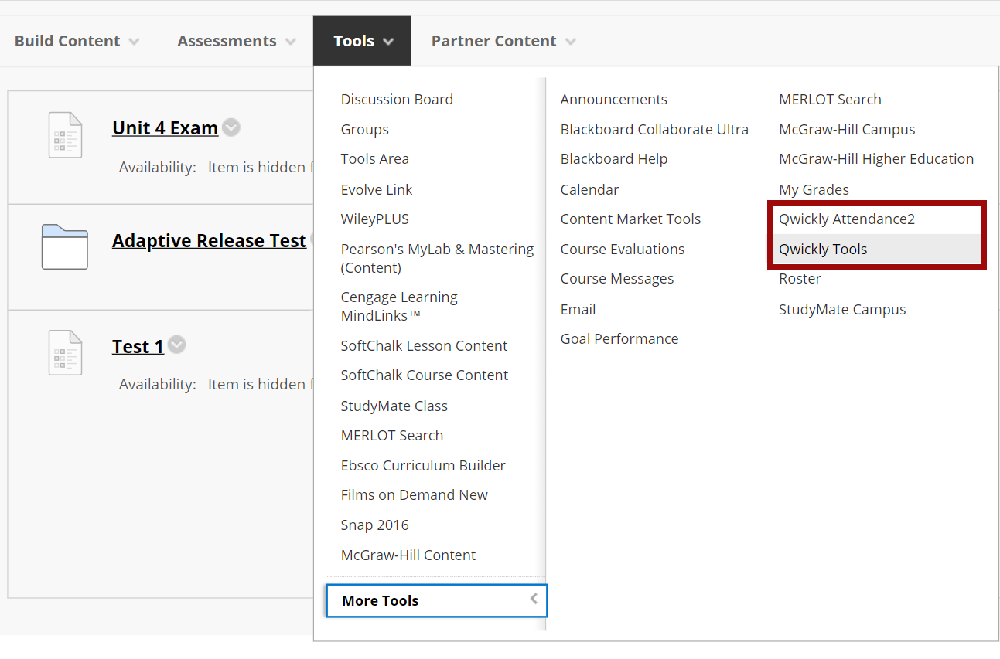 Build Content
Assessments
Tools
Partner Content
Unit 4 Exam
Availability: Item is hidden f
Adaptive Release Test
Test 1
Availability: Item is hidden f
Discussion Board
Groups
Tools Area
Evolve Link
WileyPLUS
Pearson's MyLab & Mastering
(Content)
Cengage Learning
MindLinks™
SoftChalk Lesson Content
SoftChalk Course Content
StudyMate Class
MERLOT Search
Ebsco Curriculum Builder
Films on Demand New
Snap 2016
McGraw-Hill Content
More Tools
Announcements
Blackboard Collaborate Ultra
Blackboard Help
Calendar
Content Market Tools
Course Evaluations
Course Messages
Email
Goal Performance
MERLOT Search
McGraw-Hill Campus
McGraw-Hill Higher Education
My Grades
Qwickly Attendance2
Qwickly Tools
Roster
StudyMate Campus